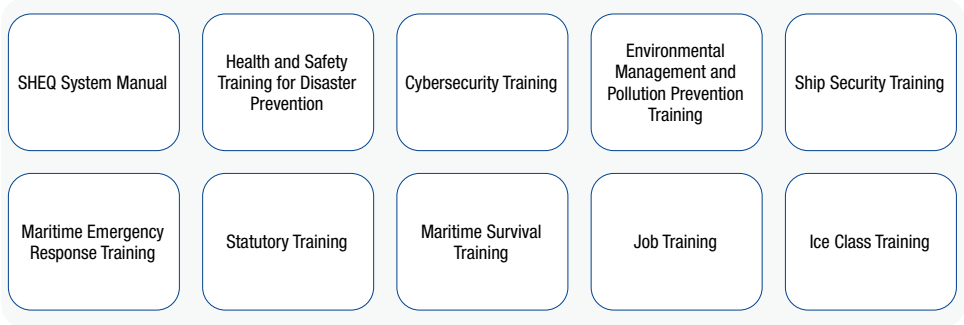 SHEQ System Manual
Health and Safety
Training for Disaster
Prevention
Cybersecurity Training
Environmental
Management and
Pollution Prevention
Training
Ship Security Training
Maritime Emergency
Response Training
Statutory Training
Maritime Survival
Training
Job Training
Ice Class Training